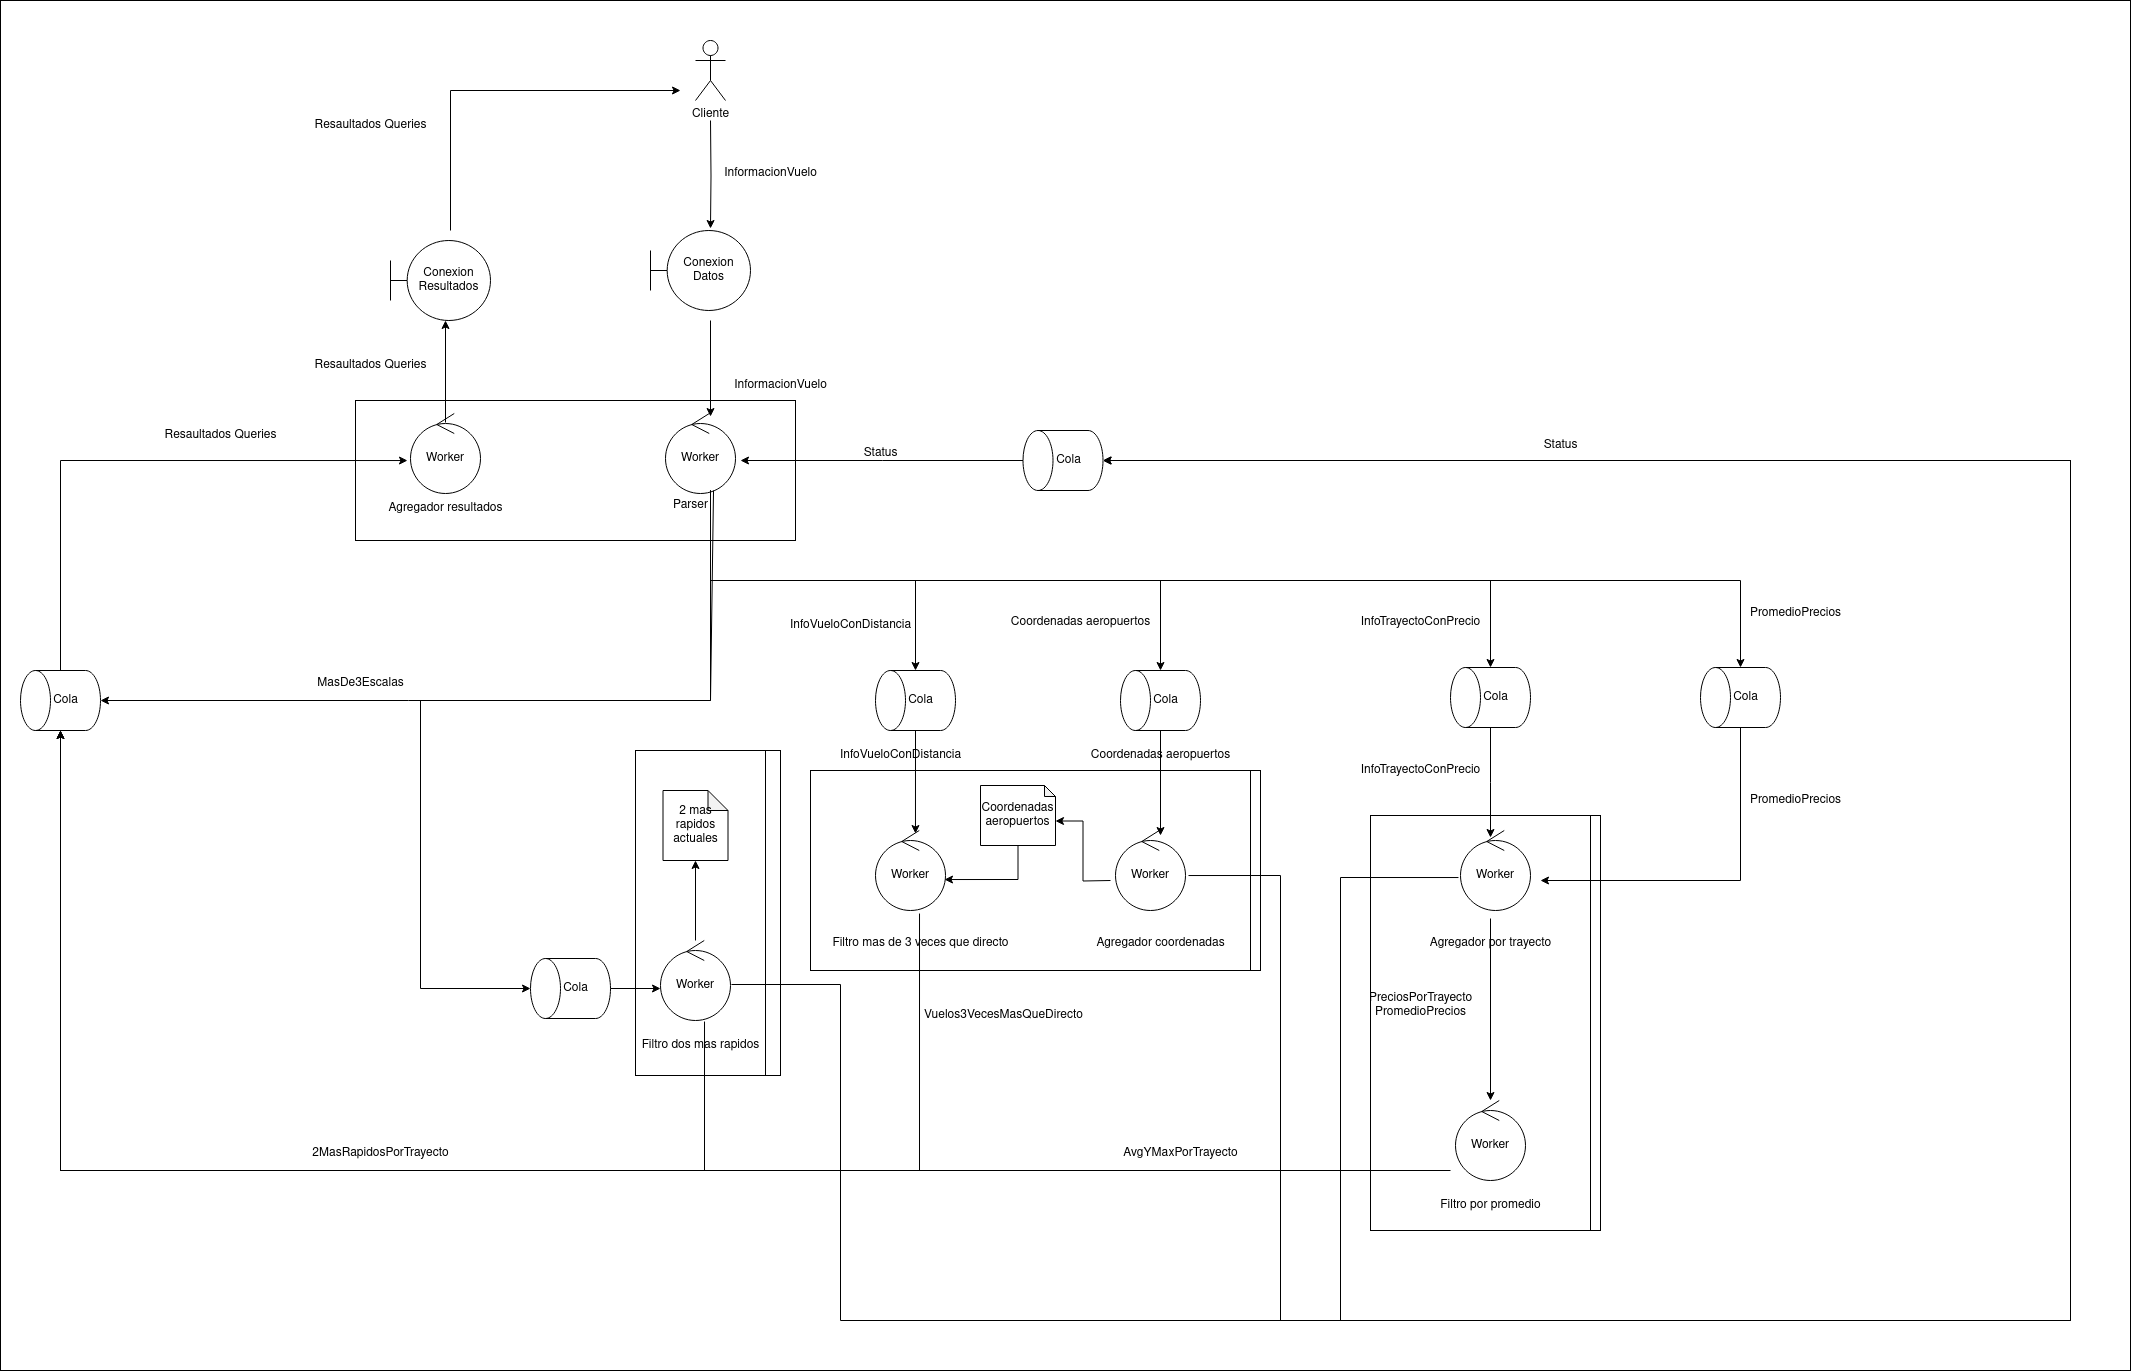 Cliente
Resaultados Queries
InformacionVuelo
Conexion
Datos
Conexion
Resultados
Resaultados Queries
InformacionVuelo
Resaultados Queries
Status
Status
Worker
Worker
Cola
Parser
Agregador resultados
PromedioPrecios
InfoVueloConDistancia
Coordenadas aeropuertos
InfoTrayectoConPrecio
MasDe3Escalas
Cola
Cola
Cola
Cola
Cola
InfoVueloConDistancia
Coordenadas aeropuertos
InfoTrayectoConPrecio
PromedioPrecios
2 mas
rapidos
actuales
Coordenadas
aeropuertos
Worker
Worker
Worker
Filtro mas de 3 veces que directo
Agregador coordenadas
Agregador por trayecto
Cola
Worker
PreciosPorTrayecto
PromedioPrecios
Vuelos3VecesMasQueDirecto
Filtro dos mas rapidos
Worker
2MasRapidosPorTrayecto
AvgYMaxPorTrayecto
Filtro por promedio